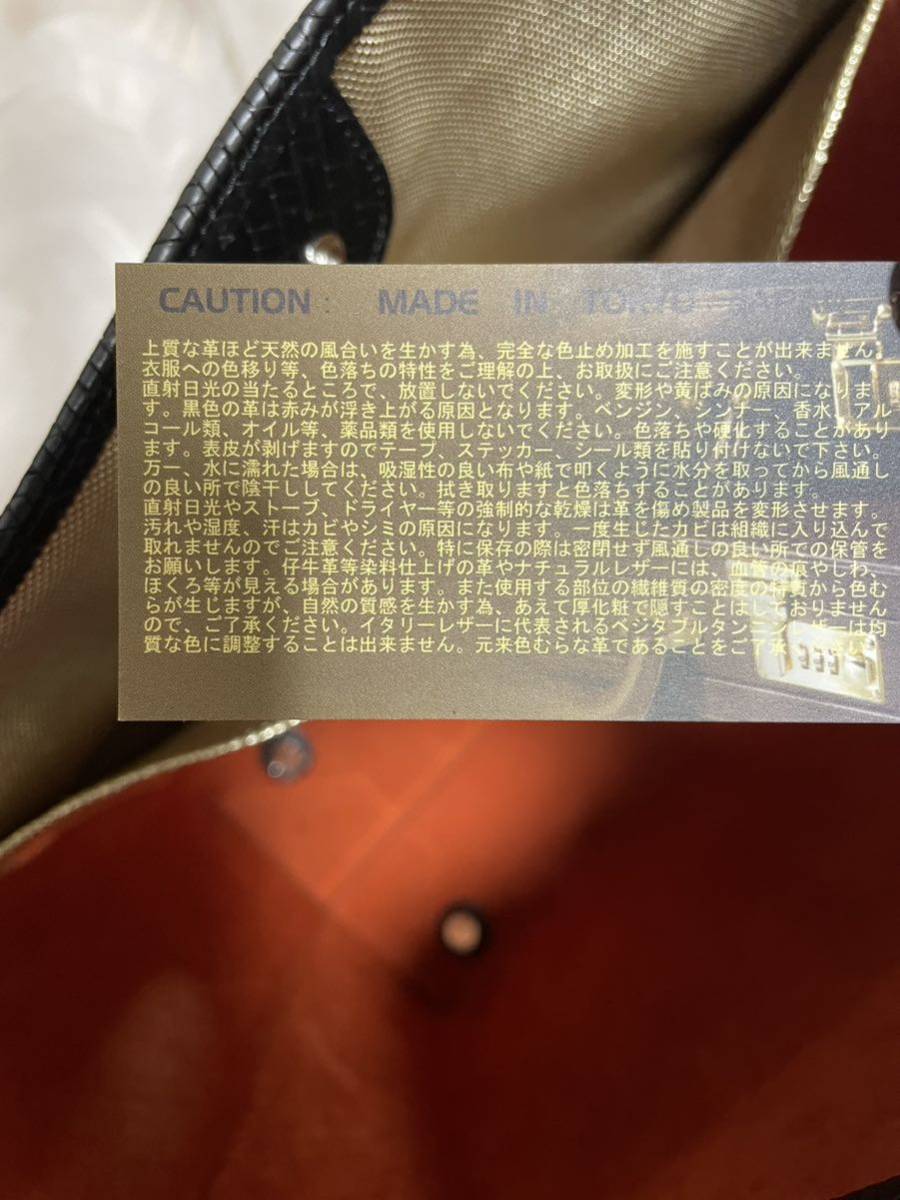 CAUTION : MADE IN TOKYO JAPAN
上質な革ほど天然の風合いを生かす為、完全な色止め加工を施すことが出来ません。
衣服への色移り等、色落ちの特性をご理解の上、お取扱にご注意ください。
直射日光の当たるところで、放置しないでください。変形や黄ばみの原因になりま
す。黒色の革は赤みが浮き上がる原因となります。ベンジン、シンナー、香水、アル
コール類、オイル等、薬品類を使用しないでください。色落ちや硬化することがあり
ます。表皮が剥げますのでテープ、ステッカー、シール類を貼り付けないで下さい。
万一、水に濡れた場合は、吸湿性の良い布や紙で叩くように水分を取ってから風通し
の良い所で陰干ししてください。拭き取りますと色落ちすることがあります。
直射日光やストーブ、ドライヤー等の強制的な乾燥は革を傷め製品を変形させます。
汚れや湿度、汗はカビやシミの原因になります。一度生じたカビは組織に入り込んで
取れませんのでご注意ください。特に保存の際は密閉せず風通しの良い所での保管を
お願いします。仔牛革等染料仕上げの革やナチュラルレザーには、血管の痕やしわ、
ほくろ等が見える場合があります。また使用する部位の繊維質の密度の特質から色む
らが生じますが、自然の質感を生かす為、あえて厚化粧で隠すことはしておりません
ので、ご了承ください。イタリーレザーに代表されるベジタブルタンニン ザーは均
質な色に調整することは出来ません。元来色むらな革であることをご了承 い